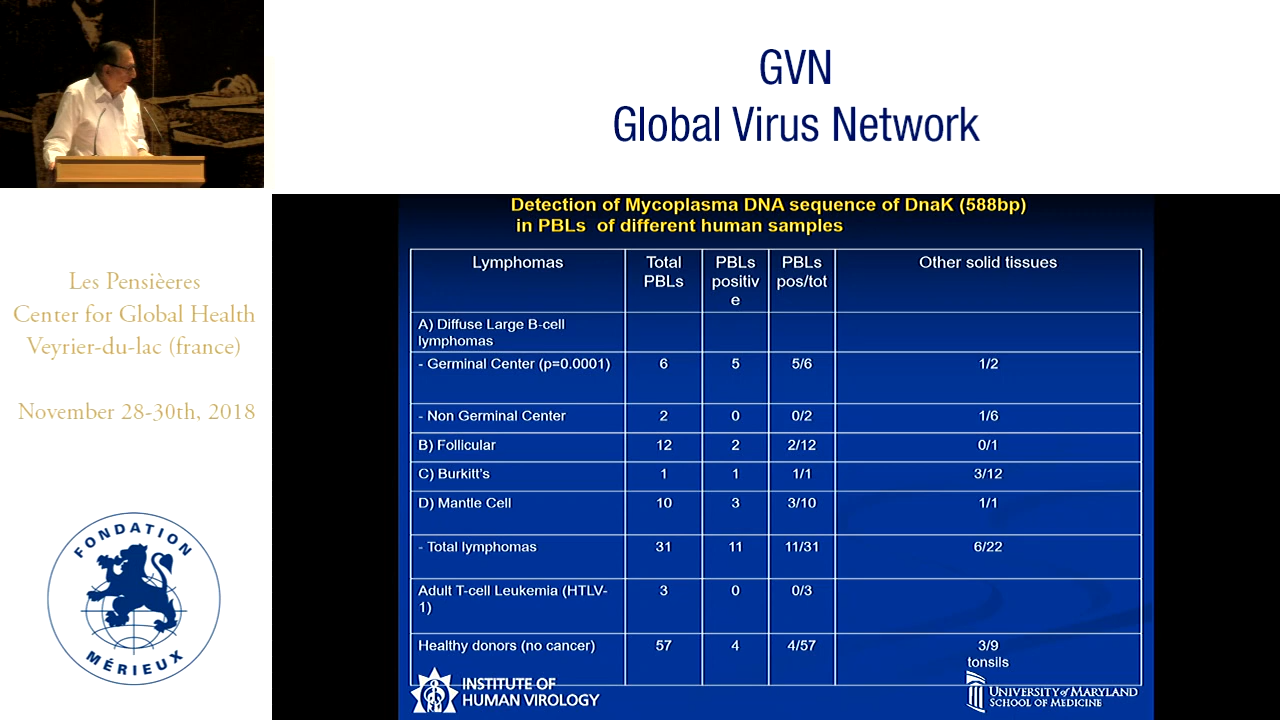 GVN
Global Virus Network
Les Pensièeres
Center for Global Health
Veyrier-du-lac (france)
November 28-30th, 2018
FONDATION
MÉRIEUX
Detection of Mycoplasma DNA sequence of DnaK (588bp)
in PBLs of different human samples
Lymphomas Total PBLs PBLs positiv e PBLs pos/tot Other solid tissues
A) Diffuse Large B-cell
lymphomas
- Germinal Center (p=0.0001) 6 5 5/6 1/2
- Non Germinal Center 2 0 0/2 1/6
B) Follicular 12 2 2/12 0/1
C) Burkitt's 1 1 1/1 3/12
D) Mantle Cell 10 3 3/10 1/1
- Total lymphomas 31 11 11/31 6/22
Adult T-cell Leukemia (HTLV- 3 0 0/3
1)
Healthy donors (no cancer) 57 4 4/57 3/9
tonsils
INSTITUTE OF
HUMAN VIROLOGY
UNIVERSITY of MARYLAND
SCHOOL OF MEDICINE